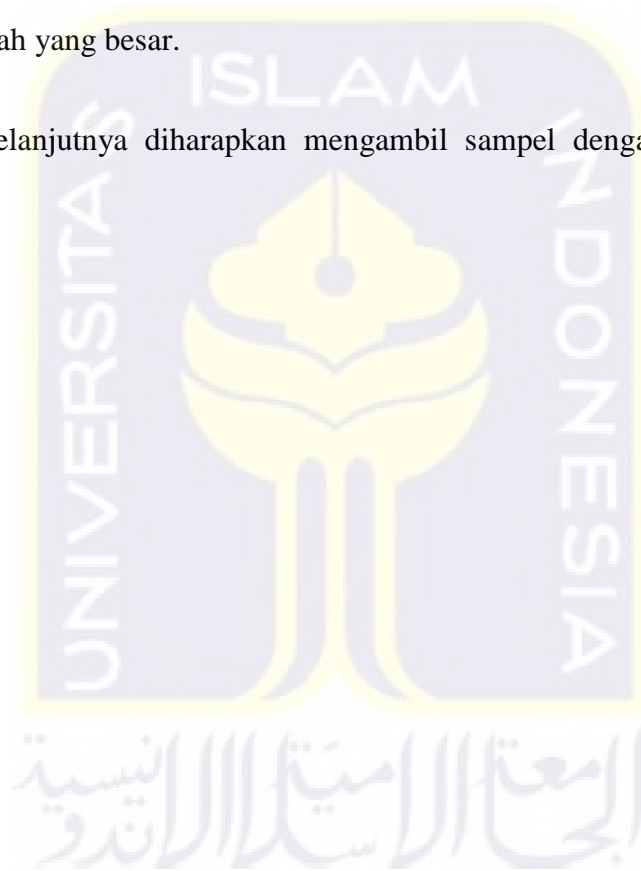 ah yang besar.
elanjutnya diharapkan mengambil sampel denga
UNIVERSITAS
ISLAM
INDONESIA